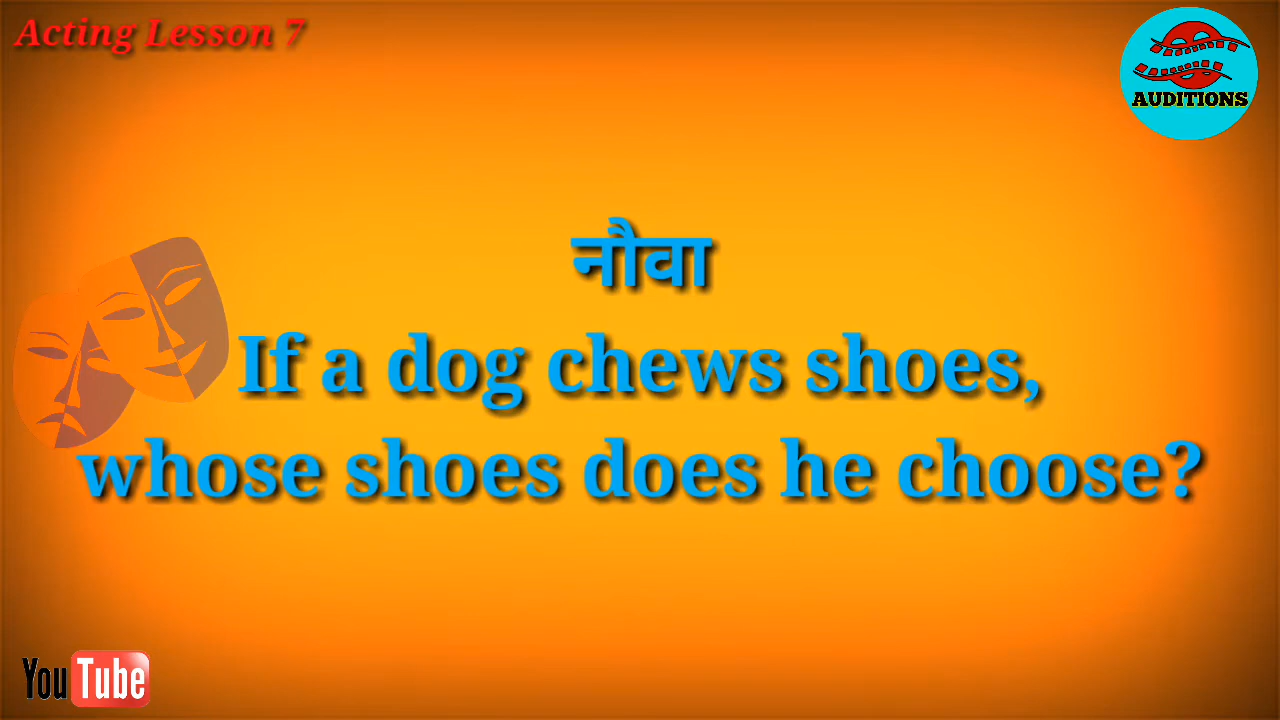 Acting Lesson 7
AUDITIONS
नौवा
If a dog chews shoes,
whose shoes does he choose?
YouTube